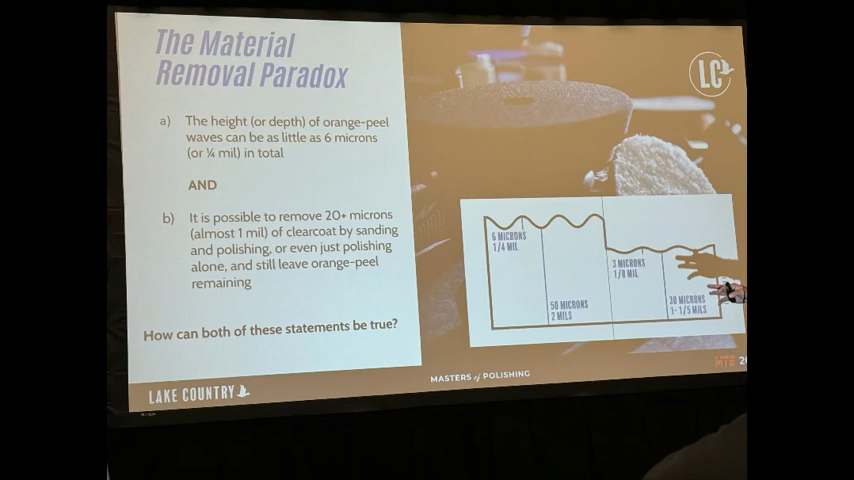 The Material
Removal Paradox
a) The height (or depth) of orange-peel
waves can be as little as 6 microns
(or ¼ mil) in total
AND
b) It is possible to remove 20+ microns
(almost 1 mil) of clearcoat by sanding
and polishing, or even just polishing
alone, and still leave orange-peel
remaining
How can both of these statements be true?
LC
6 MICRONS
1/4 MIL
50 MICRONS
2 MILS
3 MICRONS
1/8 MIL
30 MICRONS
1-1/5 MILS
LAKE COUNTRY
MASTERS of POLISHING
MTE 20